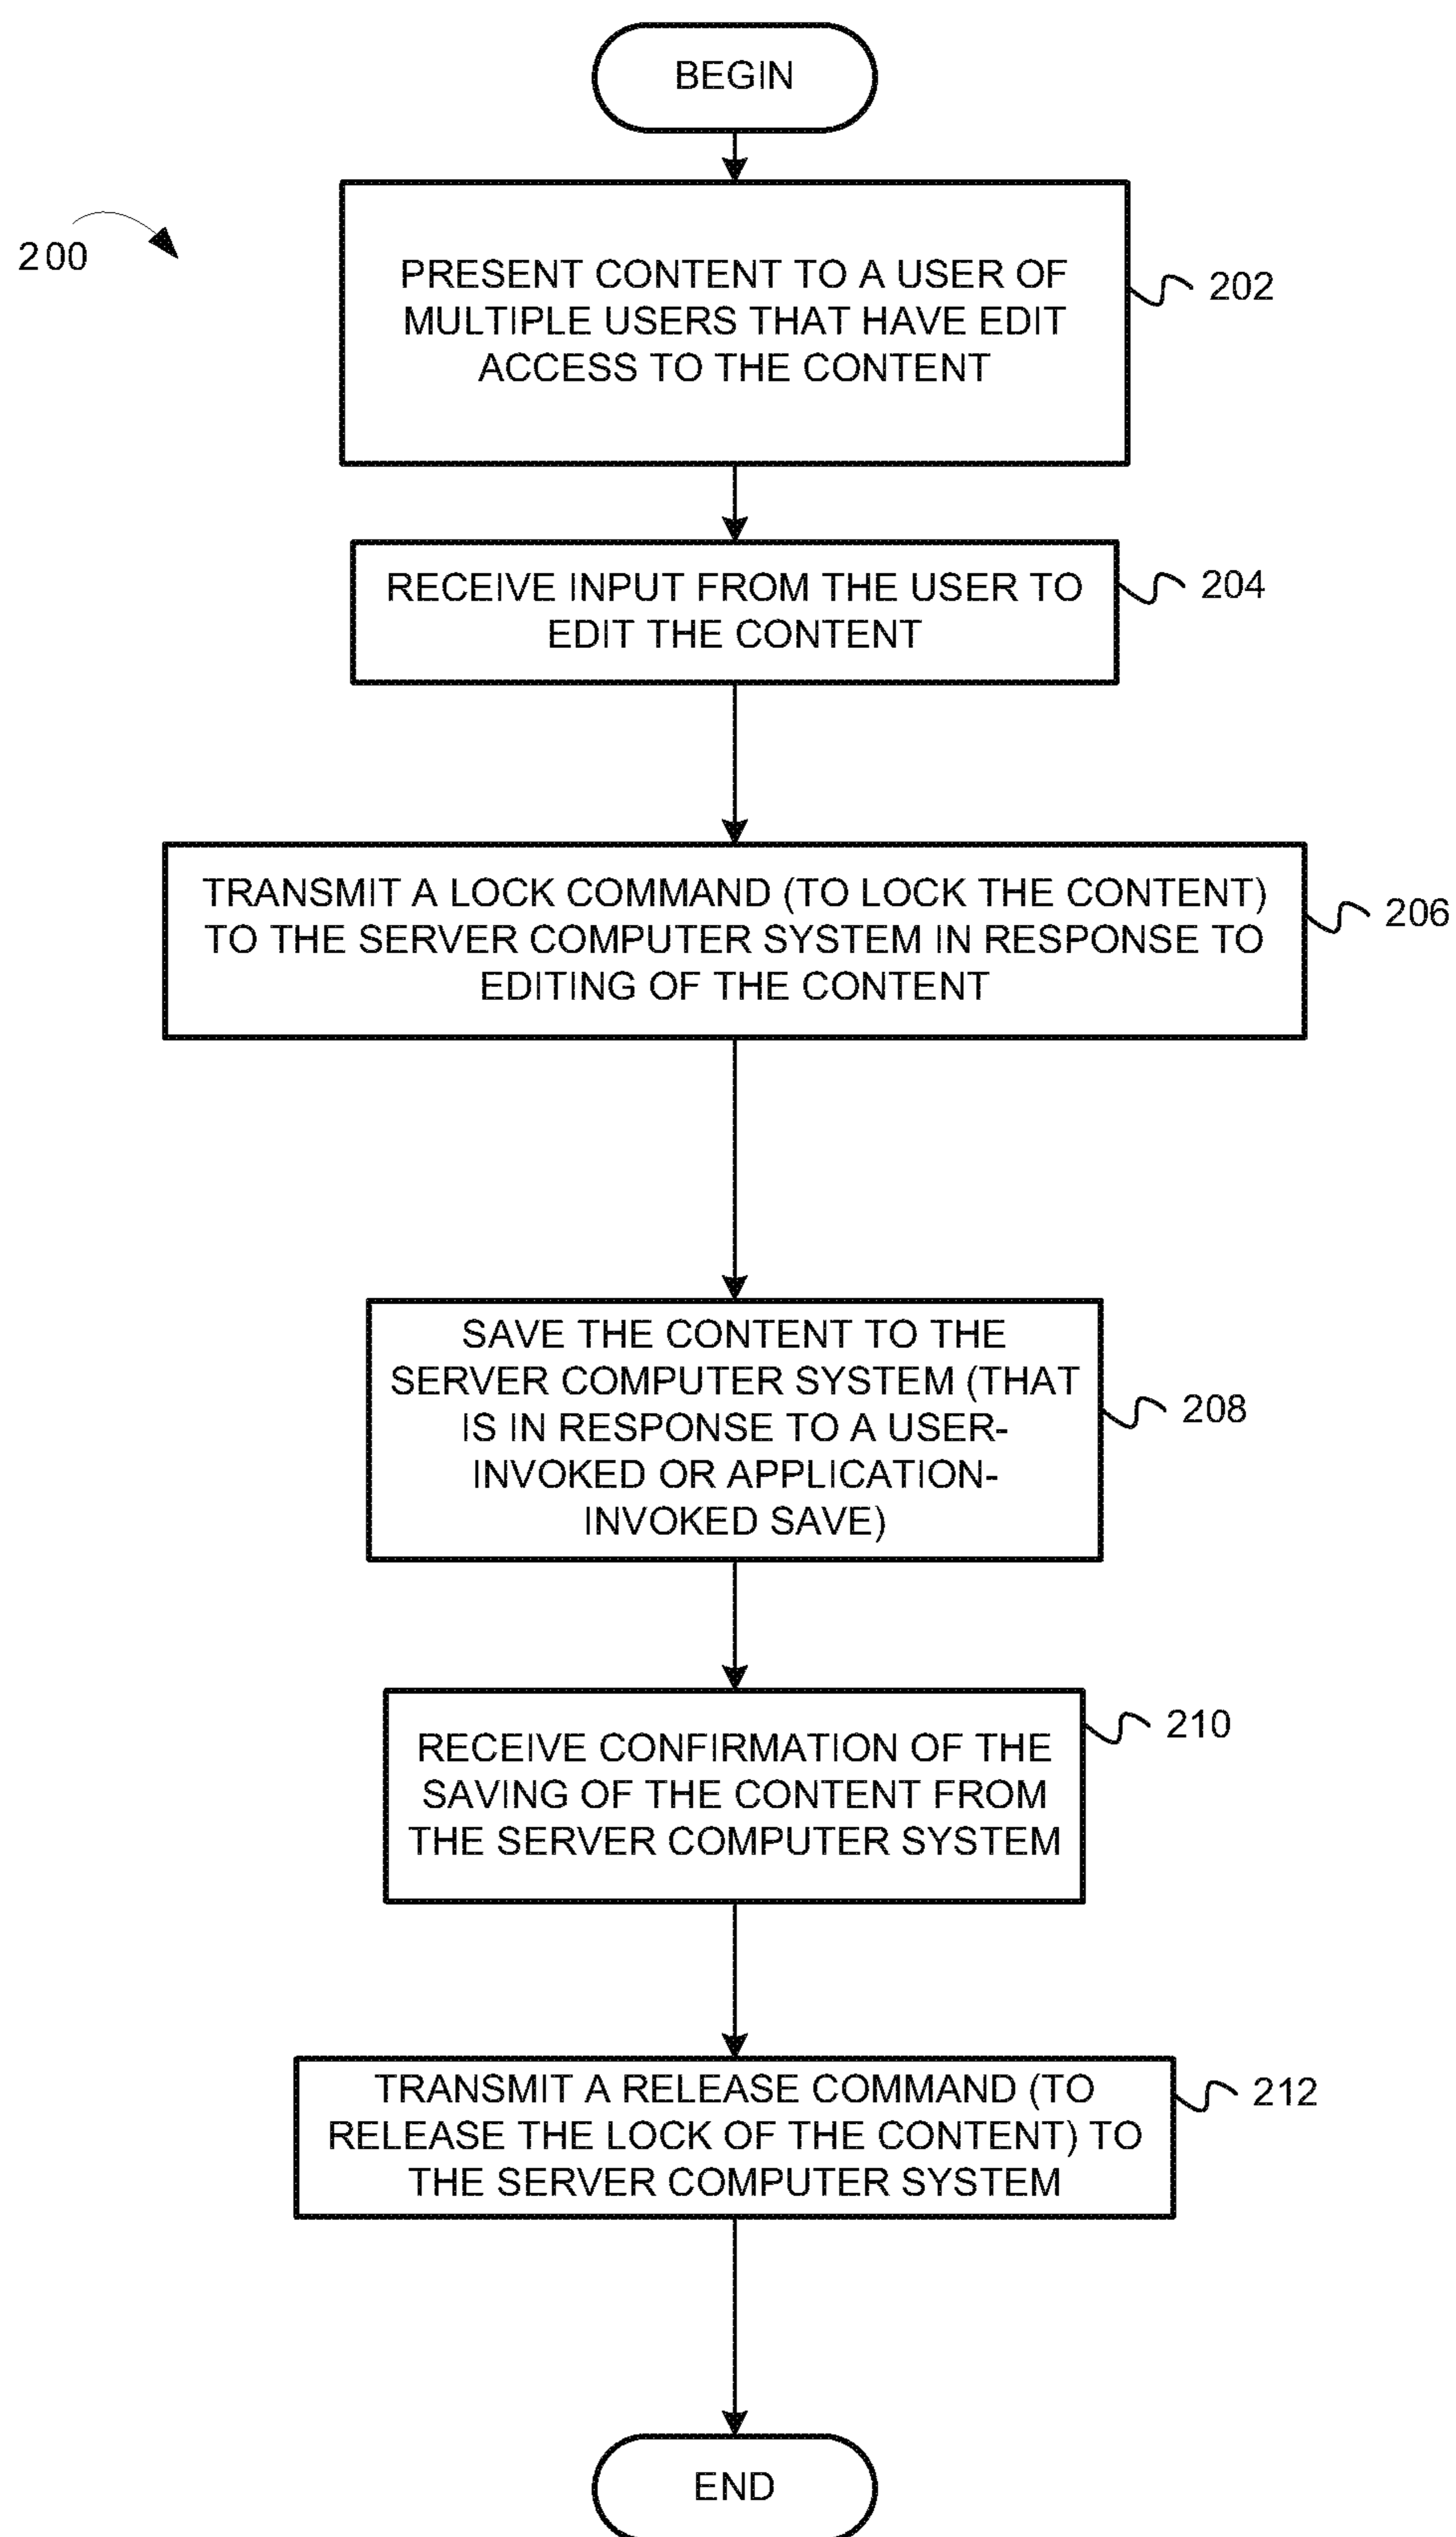 BEGIN
200
PRESENT CONTENT TO A USER OF
MULTIPLE USERS THAT HAVE EDIT
ACCESS TO THE CONTENT
202
RECEIVE INPUT FROM THE USER TO
EDIT THE CONTENT
204
TRANSMIT A LOCK COMMAND (TO LOCK THE CONTENT)
TO THE SERVER COMPUTER SYSTEM IN RESPONSE TO
EDITING OF THE CONTENT
206
SAVE THE CONTENT TO THE
SERVER COMPUTER SYSTEM (THAT
IS IN RESPONSE TO A USER-
INVOKED OR APPLICATION-
INVOKED SAVE)
208
RECEIVE CONFIRMATION OF THE
SAVING OF THE CONTENT FROM
THE SERVER COMPUTER SYSTEM
210
TRANSMIT A RELEASE COMMAND (TO
RELEASE THE LOCK OF THE CONTENT) TO
THE SERVER COMPUTER SYSTEM
212
END